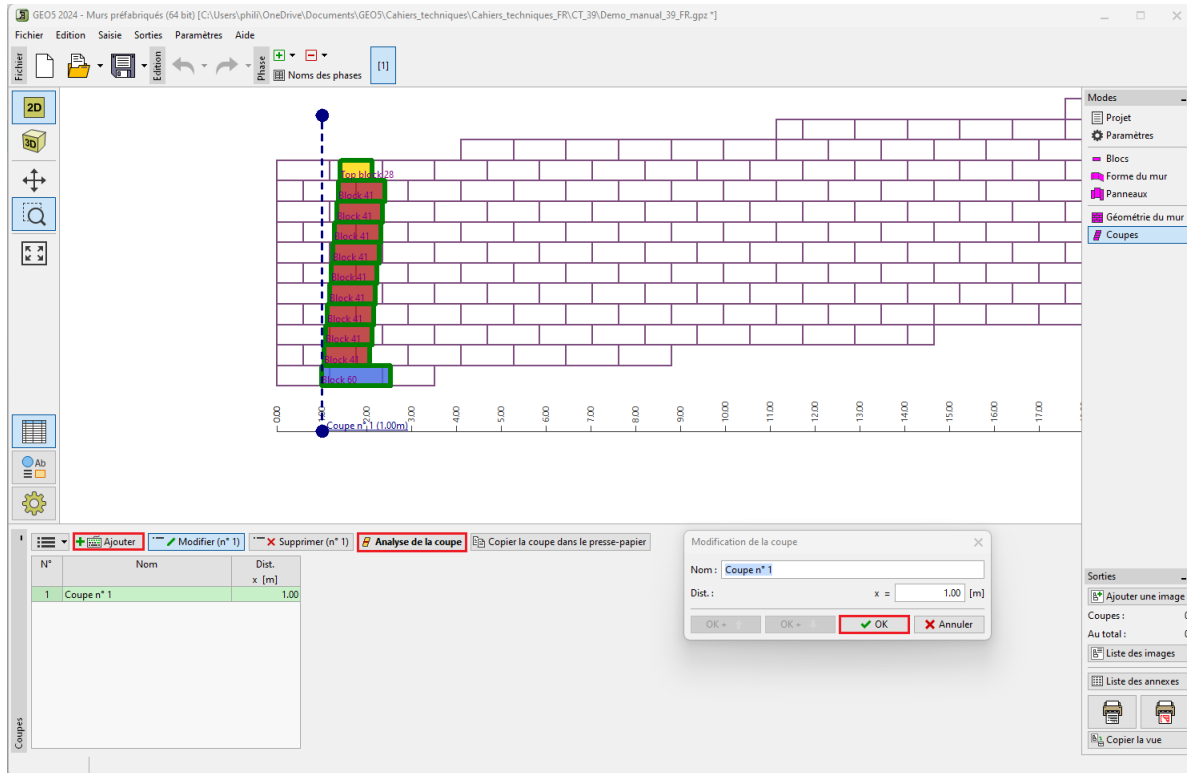 GEO5 2024 - Murs préfabriqués (64 bit) [C:\Users\phili\OneDrive\Documents\GEO5\Cahiers_techniques\Cahiers_techniques_FR\CT_39\Demo_manual_39_FR.gpz *]
Fichier Edition Saisie Sorties Paramètres Aide
Fichier
Edition
Phase
Noms des phases
[1]
2D
3D
Ab
Top block 28
Block 41
Block 41
Block 41
Block 41
Block 41
Block 41
Block 41
Block 41
Block 41
Block 60
0.00 1.00 2.00 3.00 4.00 5.00 6.00 7.00 8.00 9.00 10.00 11.00 12.00 13.00 14.00 15.00 16.00 17.00
Coupe n° 1 (1.00m)
Modes
Projet
Paramètres
Blocs
Forme du mur
Panneaux
Géométrie du mur
Coupes
Ajouter Modifier (n° 1) Supprimer (n° 1) Analyse de la coupe Copier la coupe dans le presse-papier
N° Nom Dist.
x [m]
1 Coupe n° 1 1.00
Coupes
Modification de la coupe
Nom : Coupe n° 1
Dist. : x = 1.00 [m]
OK + OK + OK Annuler
Sorties
Ajouter une image
Coupes :
Au total :
Liste des images
Liste des annexes
Copier la vue